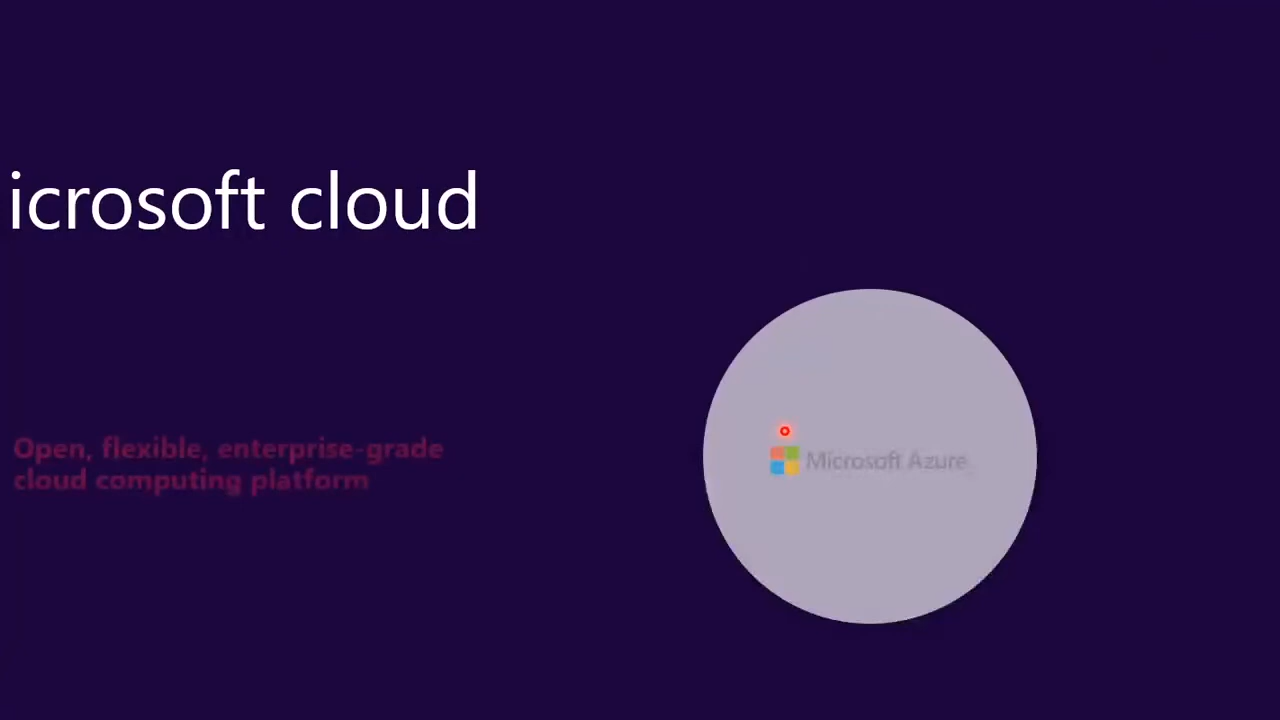 icrosoft cloud
Open, flexible, enterprise-grade
cloud computing platform
Microsoft Azure